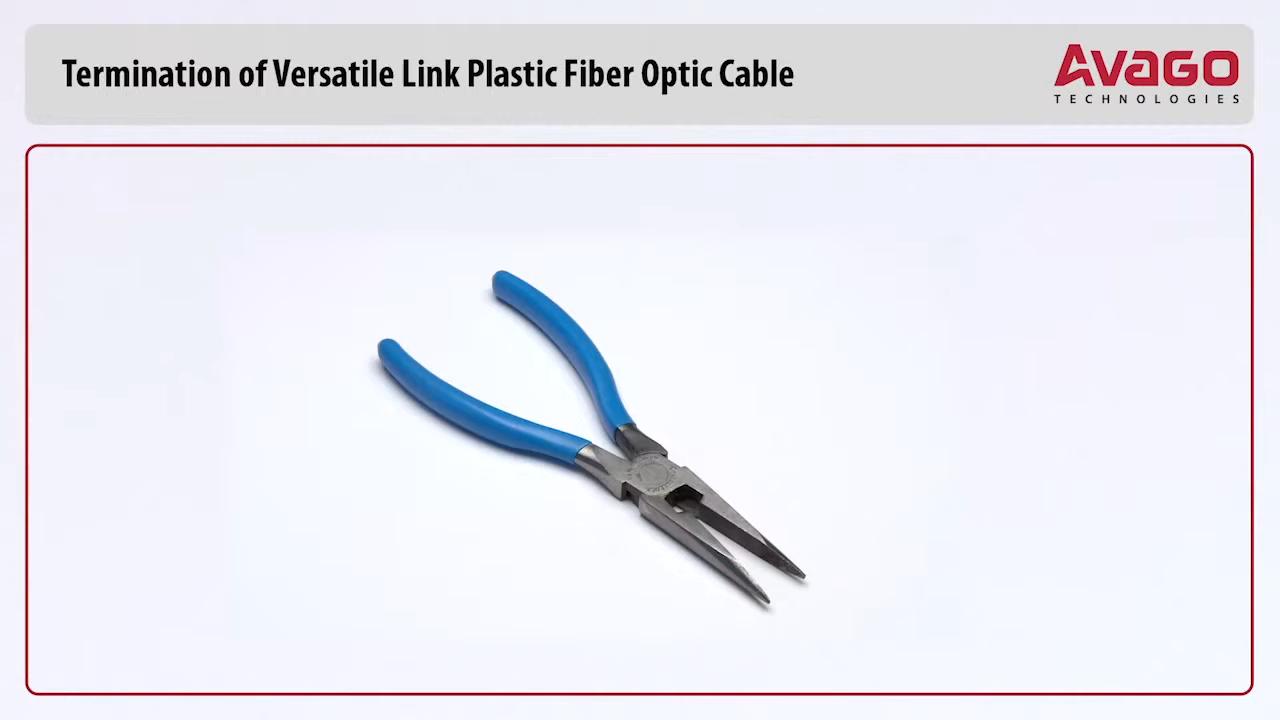 Termination of Versatile Link Plastic Fiber Optic Cable
AVAGO
TECHNOLOGIES